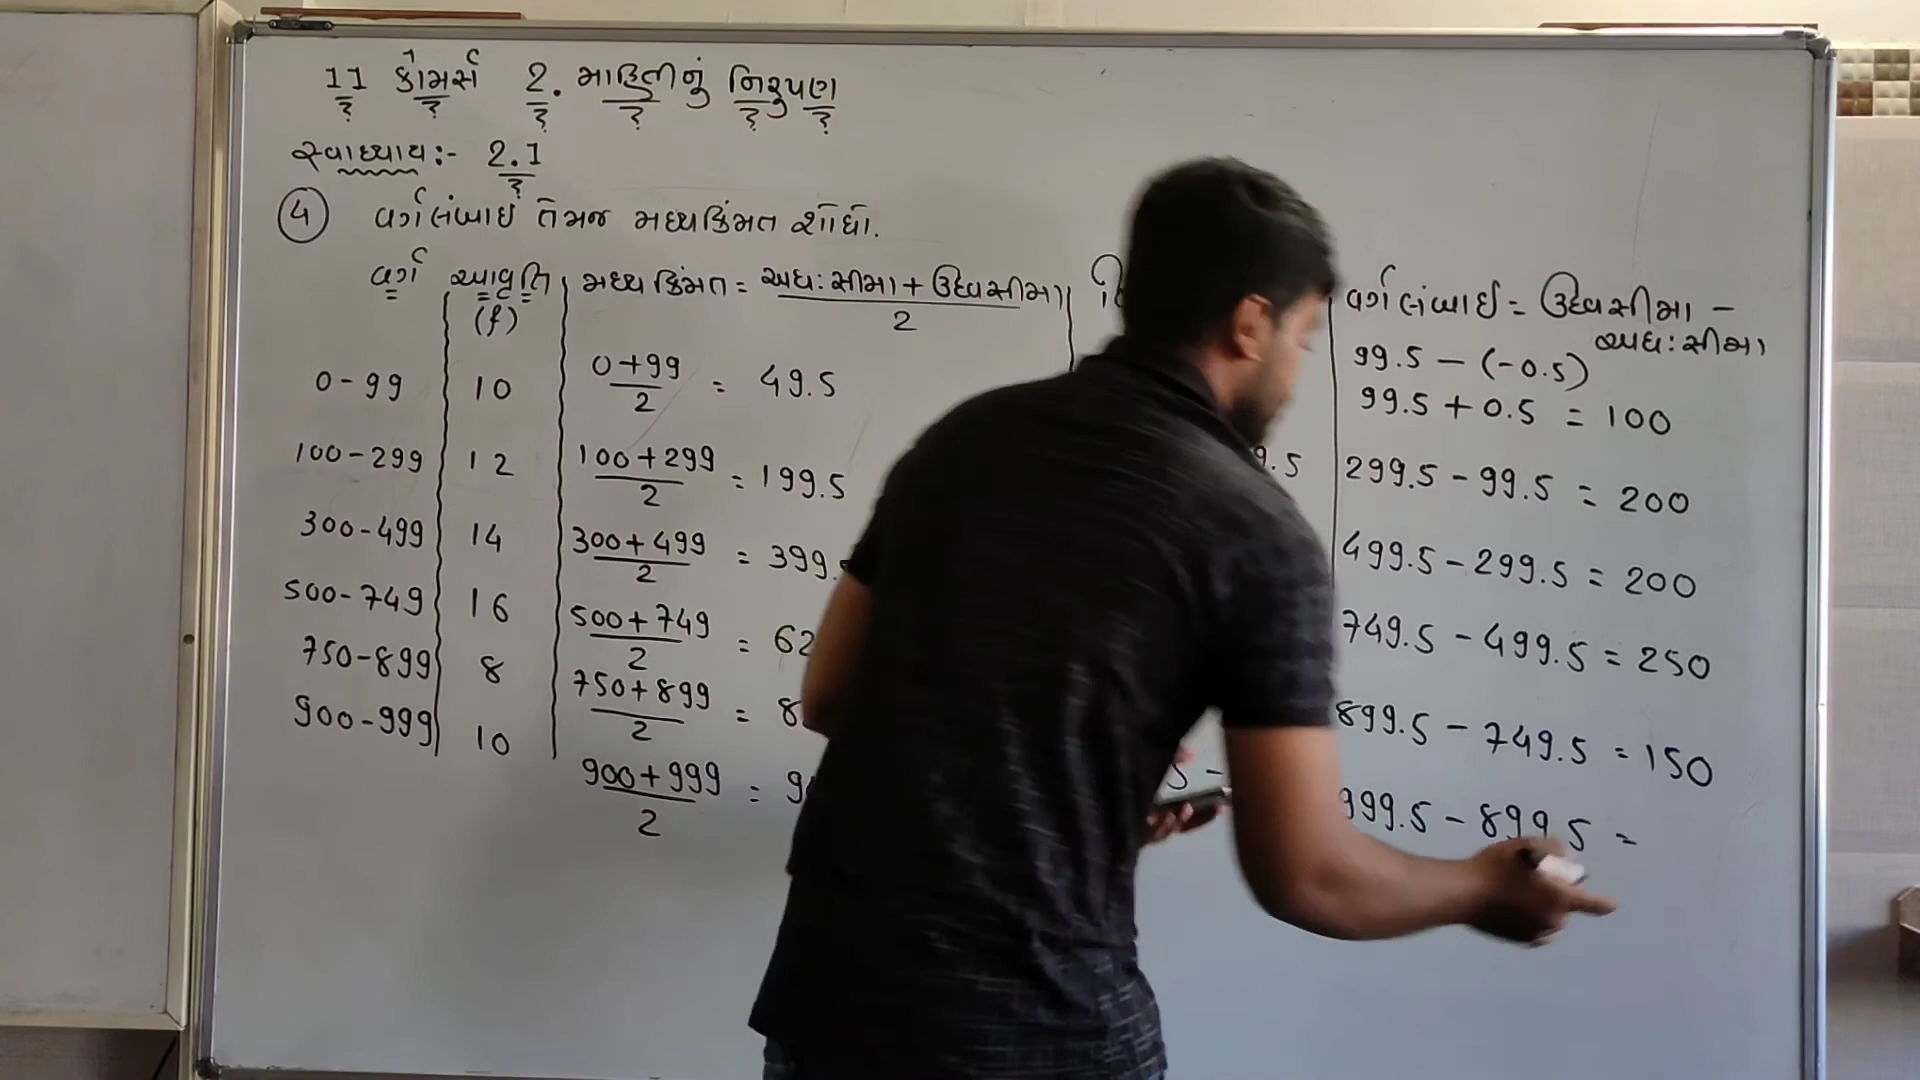 11 કોમર્સ 2. માહિતીનું નિરૂપણ
સ્વાધ્યાય:- 2.1
4 વર્ગલંબાઈ તેમજ મધ્યકિંમત શોધો.
વર્ગ આવૃત્તિ (f) મધ્યકિંમત = અધ:સીમા + ઉર્ધ્વસીમા / 2 વર્ગલંબાઈ = ઉર્ધ્વસીમા - અધ:સીમા
0-99 10 0+99/2 = 49.5 99.5 - (-0.5)
99.5 + 0.5 = 100
100-299 12 100+299/2 = 199.5 299.5 - 99.5 = 200
300-499 14 300+499/2 = 399. 499.5 - 299.5 = 200
500-749 16 500+749/2 = 62 749.5 - 499.5 = 250
750-899 8 750+899/2 = 8 899.5 - 749.5 = 150
900-999 10 900+999/2 = 9 999.5 - 899.5 =